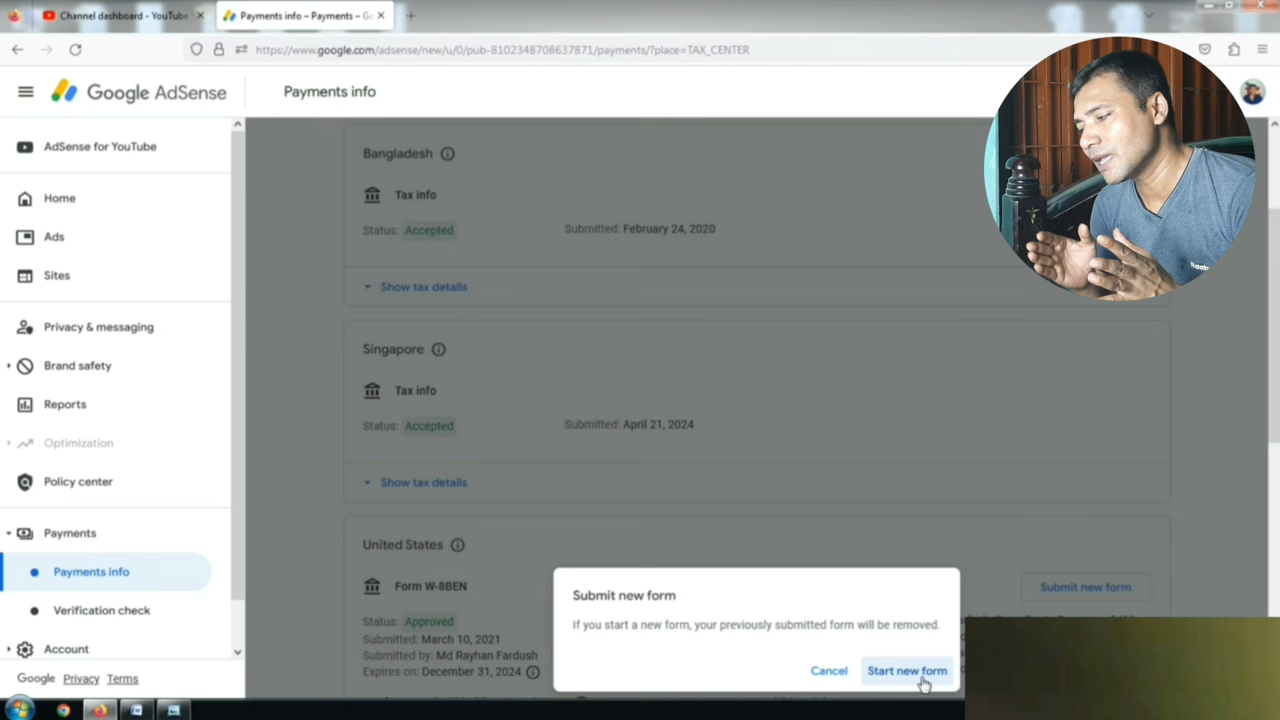 Channel dashboard - YouTube
Payments info – Payments – Go
https://www.google.com/adsense/new/u/0/pub-8102348708637871/payments/?place=TAX_CENTER
Google AdSense
Payments info
AdSense for YouTube
Home
Ads
Sites
Privacy & messaging
Brand safety
Reports
Optimization
Policy center
Payments
Payments info
Verification check
Account
Google Privacy Terms
Bangladesh
Tax info
Status: Accepted
Submitted: February 24, 2020
Show tax details
Singapore
Tax info
Status: Accepted
Submitted: April 21, 2024
Show tax details
United States
Form W-8BEN
Submit new form
Status: Approved
Submitted: March 10, 2021
Submitted by: Md Rayhan Fardush
Expires on: December 31, 2024
Submit new form
If you start a new form, your previously submitted form will be removed.
Cancel
Start new form